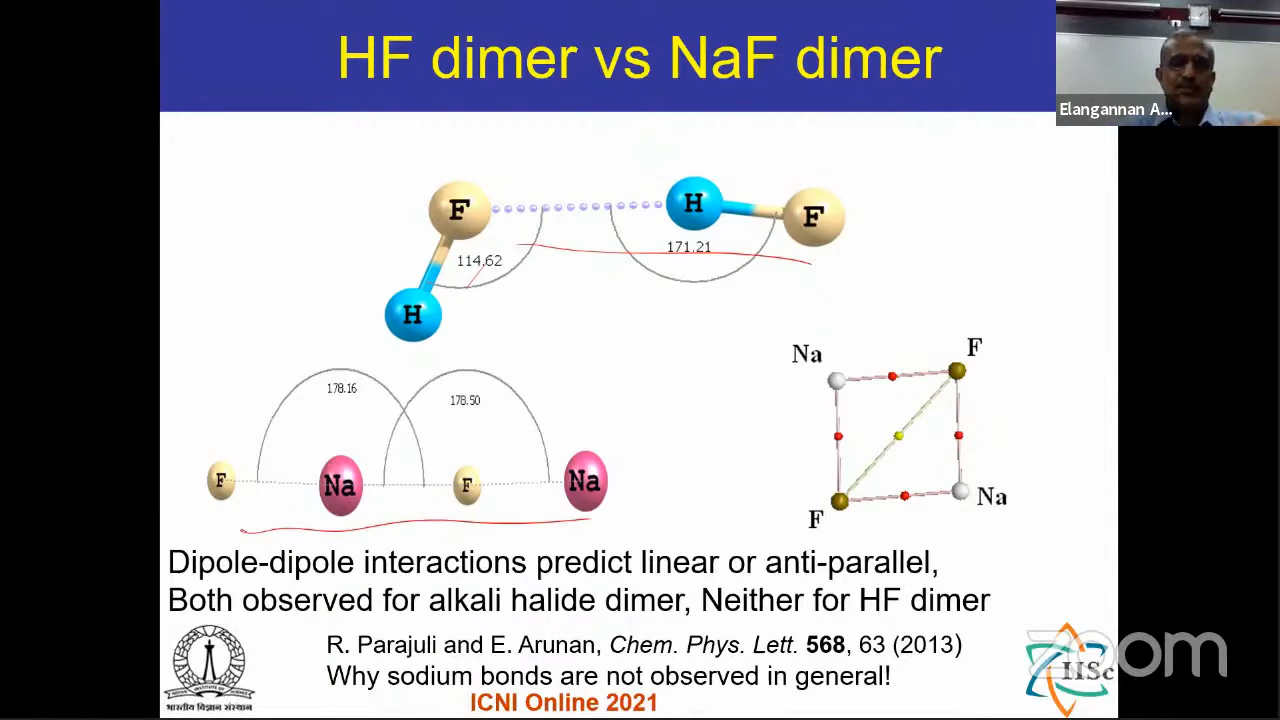 HF dimer vs NaF dimer
Elangannan A...
F
H
F
171.21
114.62
H
Na
F
178.16
178.50
F
Na
F
Na
F
Na
Dipole-dipole interactions predict linear or anti-parallel,
Both observed for alkali halide dimer, Neither for HF dimer
R. Parajuli and E. Arunan, Chem. Phys. Lett. 568, 63 (2013)
Why sodium bonds are not observed in general!
ICNI Online 2021
भारतीय विज्ञान संस्थान
IISc
zoom